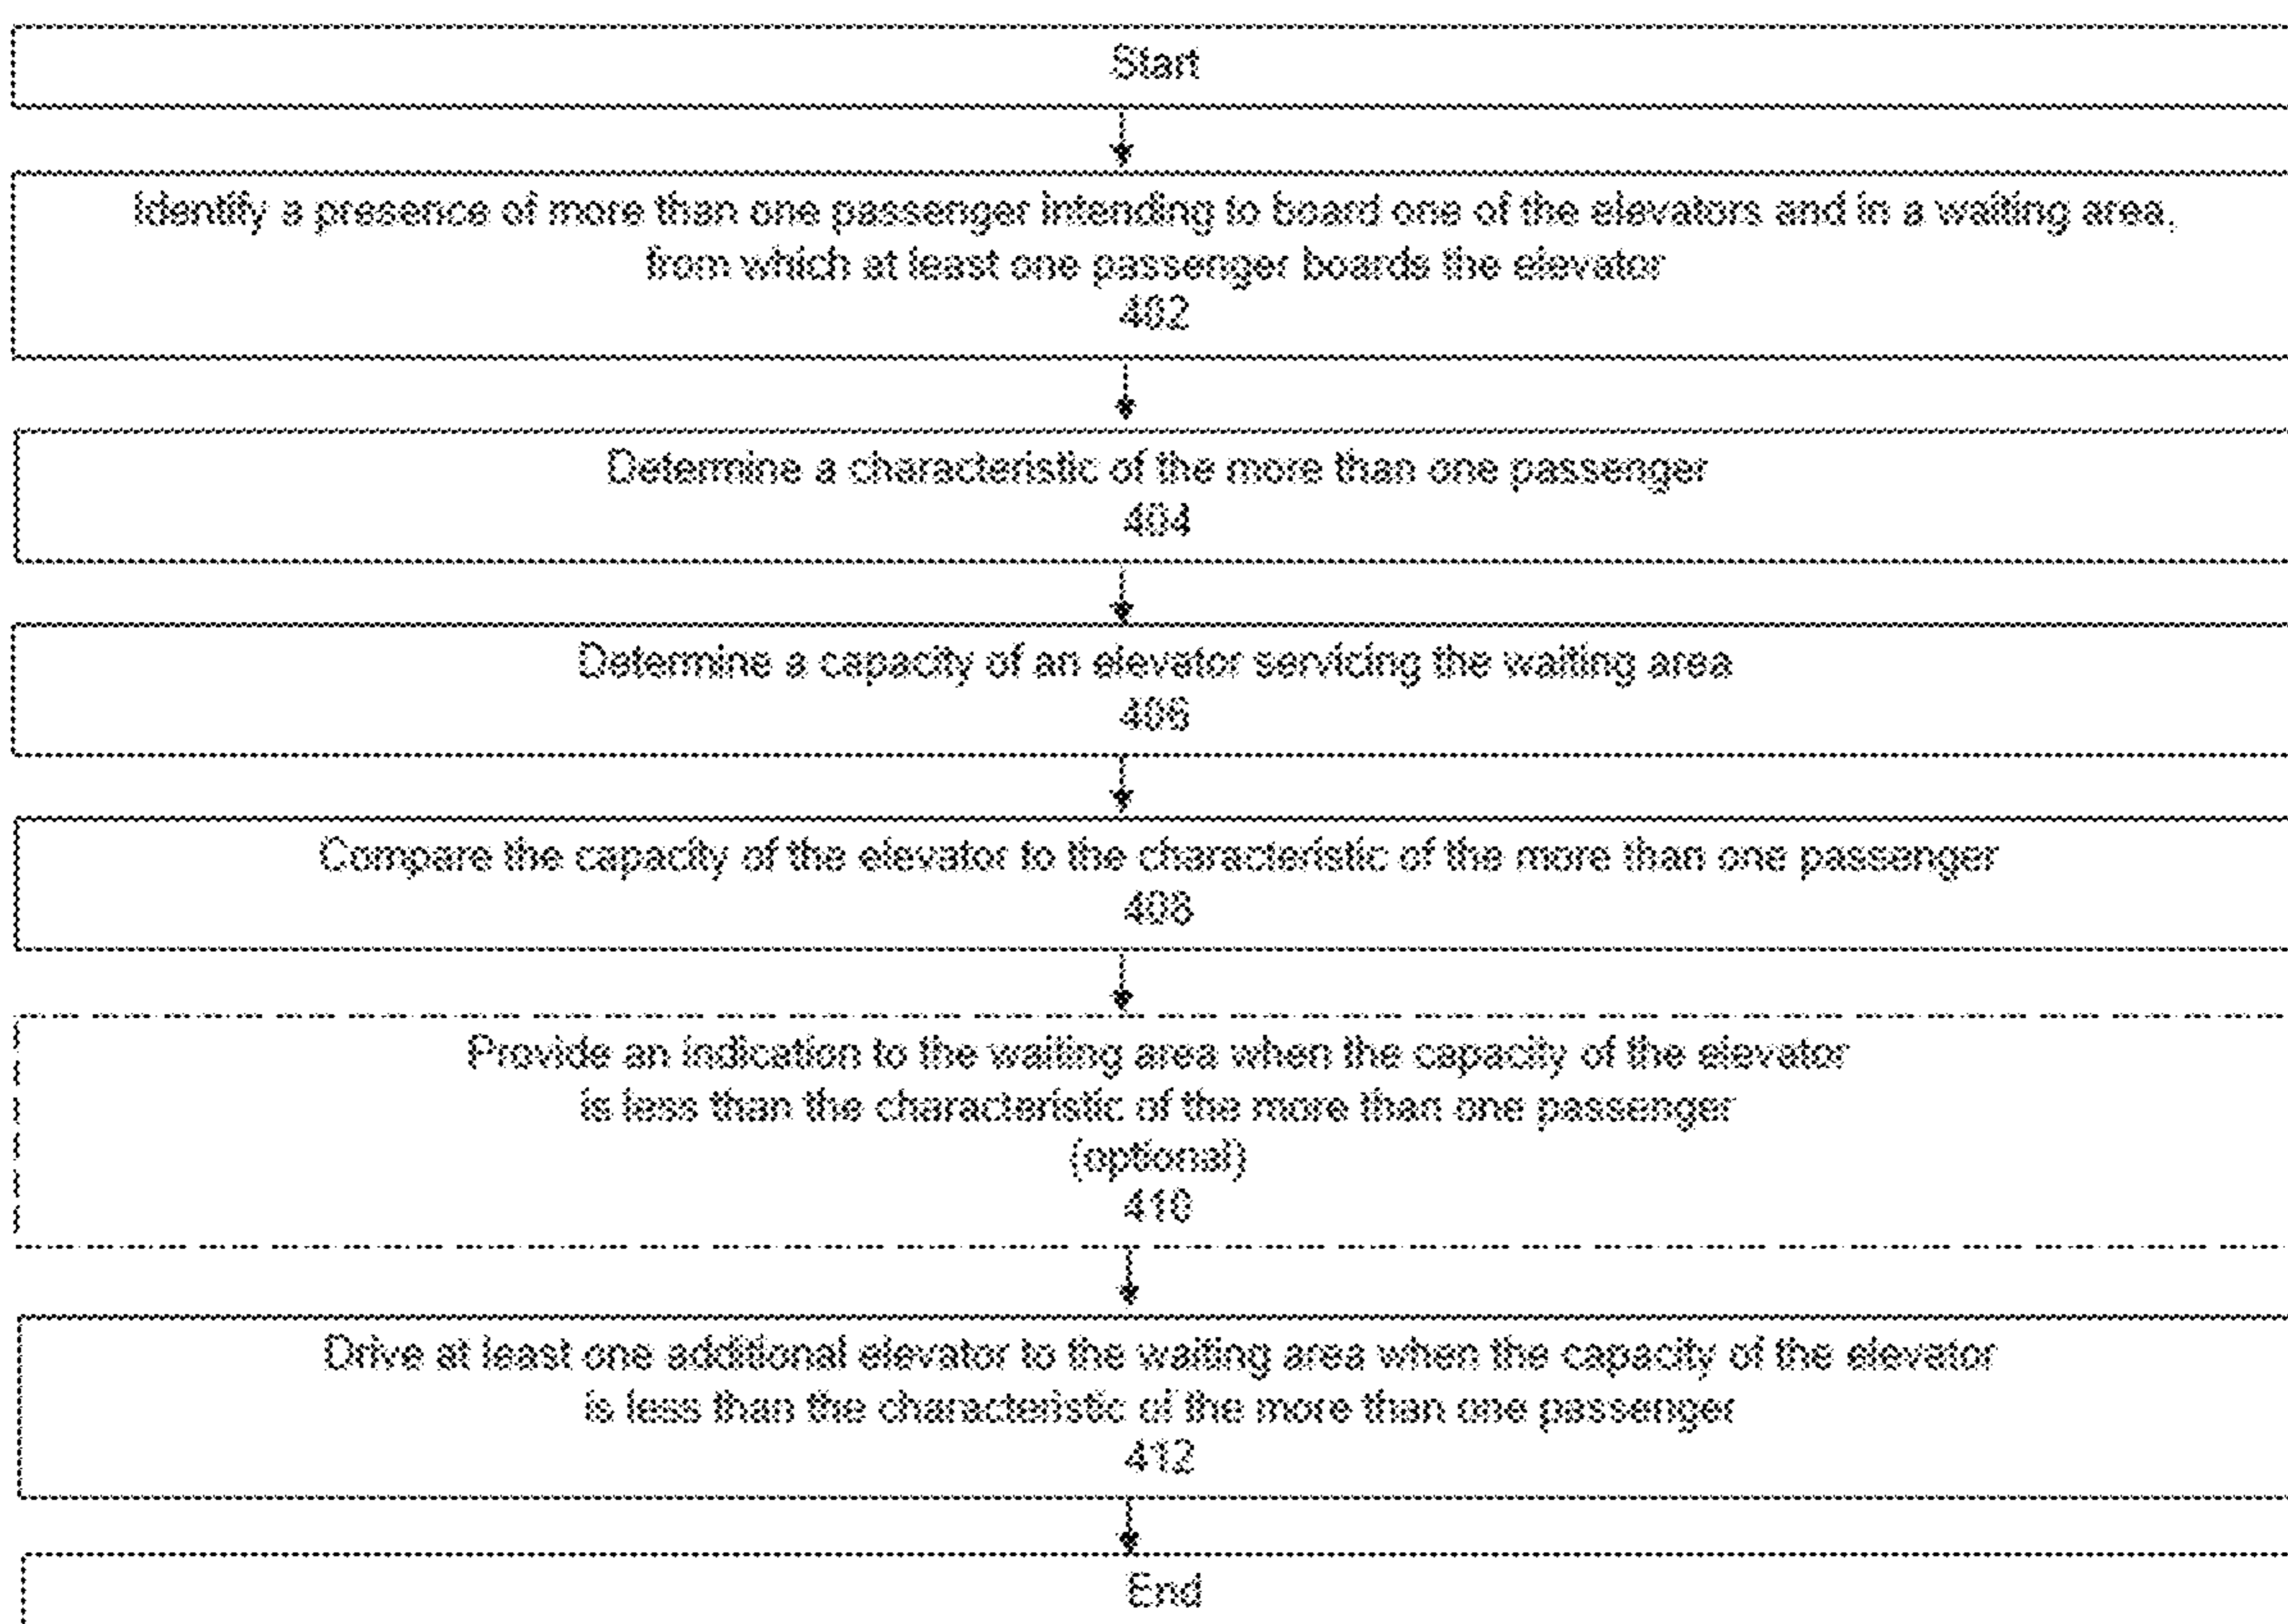 Start
Identify a presence of more than one passenger intending to board one of the elevators and in a waiting area,
from which at least one passenger boards the elevator
402
Determine a characteristic of the more than one passenger
404
Determine a capacity of an elevator servicing the waiting area
406
Compare the capacity of the elevator to the characteristic of the more than one passenger
408
Provide an indication to the waiting area when the capacity of the elevator
is less than the characteristic of the more than one passenger
(optional)
410
Drive at least one additional elevator to the waiting area when the capacity of the elevator
is less than the characteristic of the more than one passenger
412
End